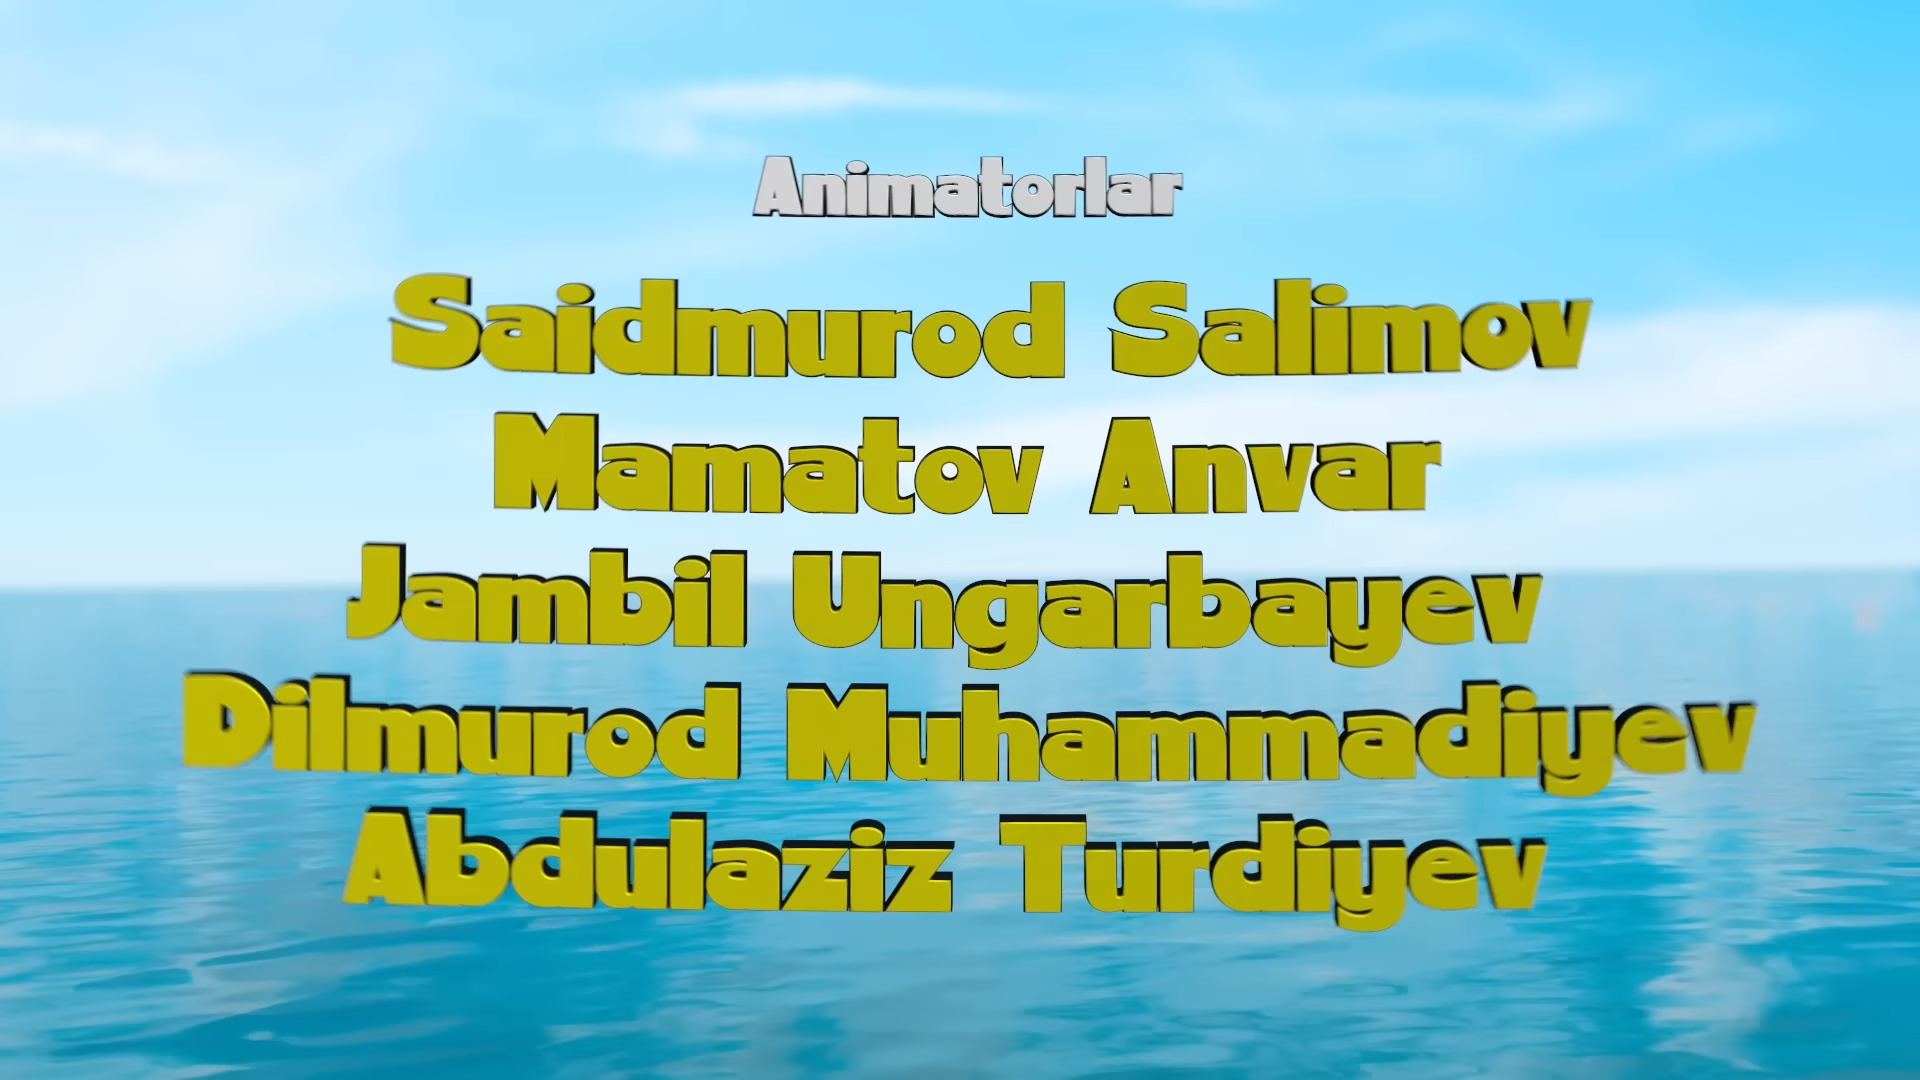 Animatorlar
Saidmurod Salimov
Mamatov Anvar
Jambil Ungarbayev
Dilmurod Muhammadiyev
Abdulaziz Turdiyev